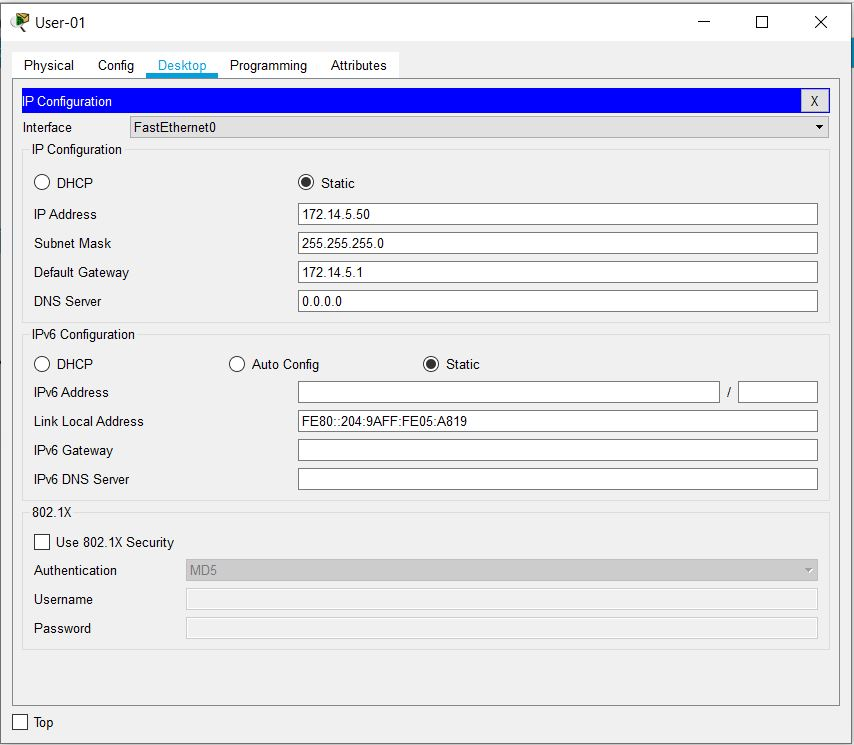 User-01
Physical Config Desktop Programming Attributes
IP Configuration X
Interface FastEthernet0
IP Configuration
DHCP Static
IP Address 172.14.5.50
Subnet Mask 255.255.255.0
Default Gateway 172.14.5.1
DNS Server 0.0.0.0
IPv6 Configuration
DHCP Auto Config Static
IPv6 Address /
Link Local Address FE80::204:9AFF:FE05:A819
IPv6 Gateway
IPv6 DNS Server
802.1X
Use 802.1X Security
Authentication MD5
Username
Password
Top